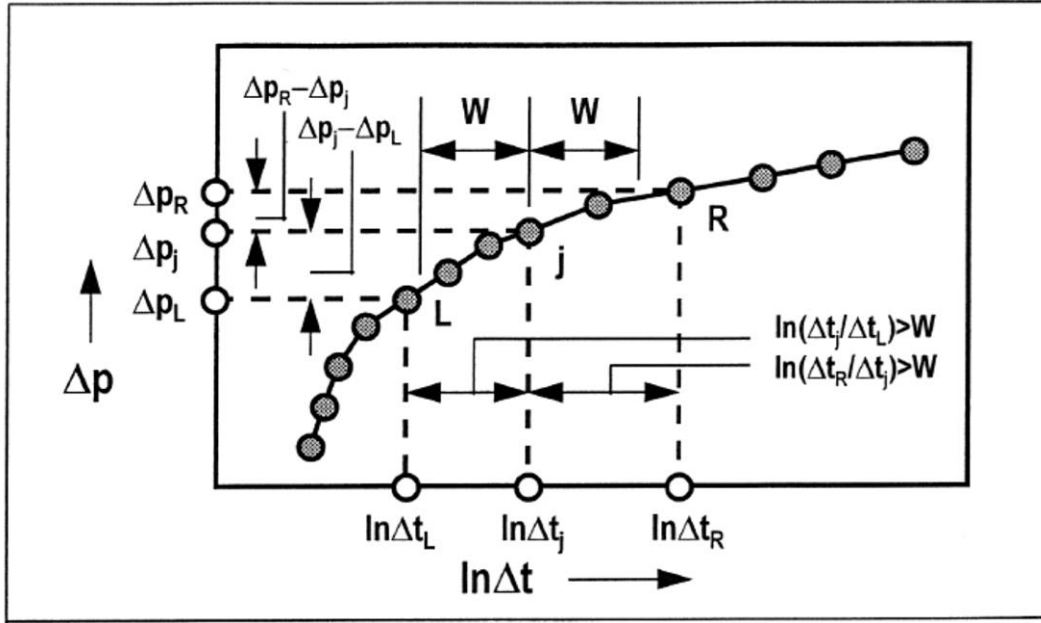 Δp_R–Δp_j
Δp_j–Δp_L
W W
Δp_R
Δp_j
Δp_L
Δp
R
j
L
ln(Δt_j/Δt_L)>W
ln(Δt_R/Δt_j)>W
lnΔt_L lnΔt_j lnΔt_R
lnΔt